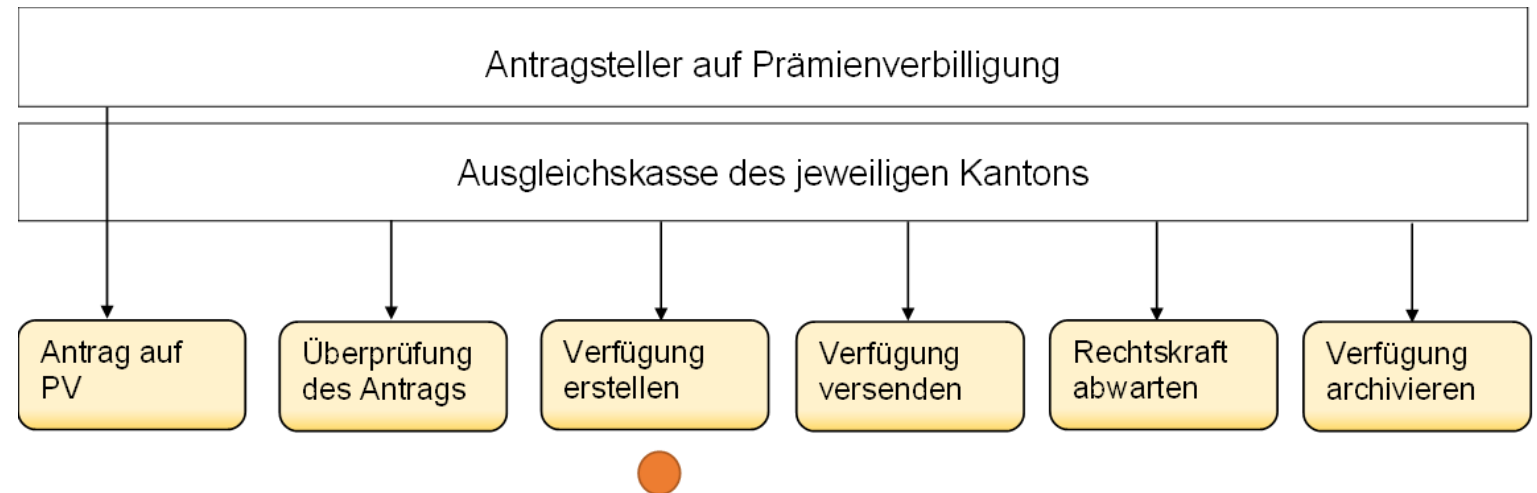 Antragsteller auf Prämienverbilligung
Ausgleichskasse des jeweiligen Kantons
Antrag auf
PV
Überprüfung
des Antrags
Verfügung
erstellen
Verfügung
versenden
Rechtskraft
abwarten
Verfügung
archivieren